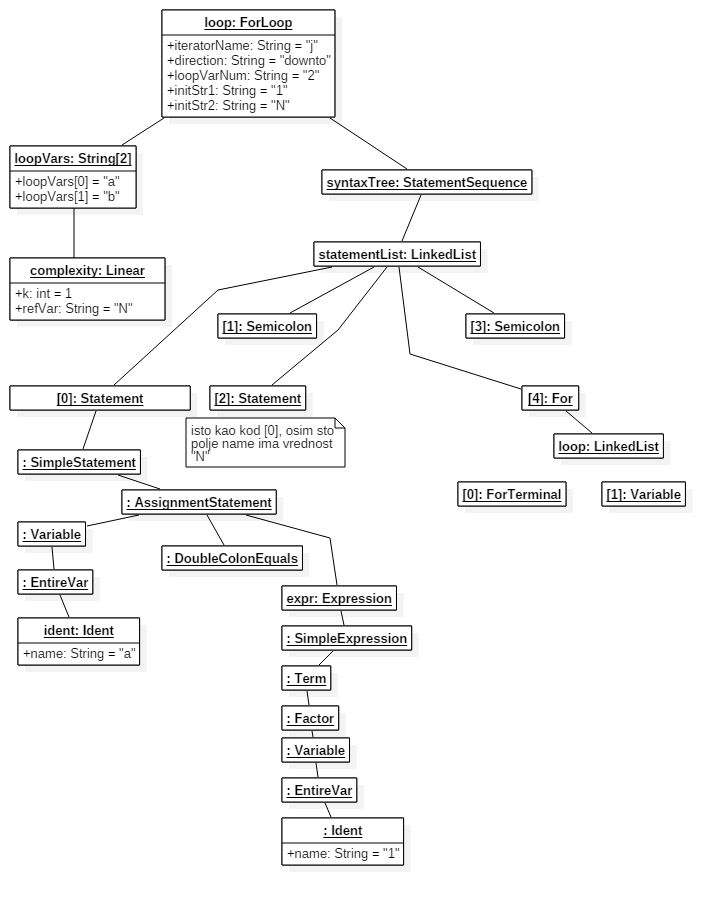 loop: ForLoop
+iteratorName: String = "j"
+direction: String = "downto"
+loopVarNum: String = "2"
+initStr1: String = "1"
+initStr2: String = "N"
loopVars: String[2]
+loopVars[0] = "a"
+loopVars[1] = "b"
syntaxTree: StatementSequence
statementList: LinkedList
complexity: Linear
+k: int = 1
+refVar: String = "N"
[1]: Semicolon
[3]: Semicolon
[0]: Statement
[2]: Statement
[4]: For
isto kao kod [0], osim sto
polje name ima vrednost
"N"
loop: LinkedList
: SimpleStatement
[0]: ForTerminal
[1]: Variable
: AssignmentStatement
: Variable
: DoubleColonEquals
: EntireVar
expr: Expression
ident: Ident
+name: String = "a"
: SimpleExpression
: Term
: Factor
: Variable
: EntireVar
: Ident
+name: String = "1"